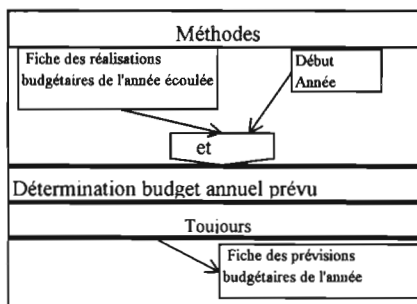 Méthodes
Fiche des réalisations
budgétaires de l'année écoulée
Début
Année
et
Détermination budget annuel prévu
Toujours
Fiche des prévisions
budgétaires de l'année